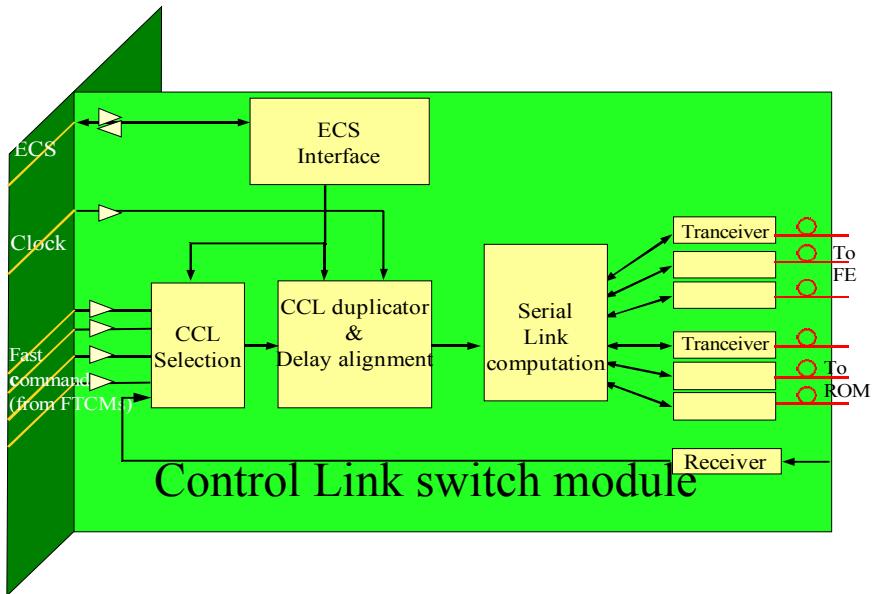 ECS
ECS
Interface
Clock
Tranceiver
To
FE
CCL
Selection
CCL duplicator
&
Delay alignment
Serial
Link
computation
Tranceiver
To
ROM
Fast
command
(from FTCMs)
Receiver
Control Link switch module